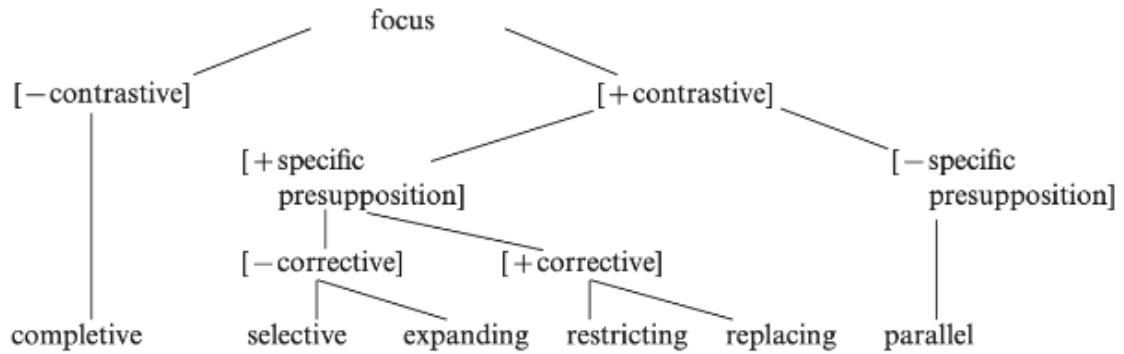 focus
[−contrastive] [+contrastive]
[+specific [−specific
presupposition] presupposition]
[−corrective] [+corrective]
completive selective expanding restricting replacing parallel